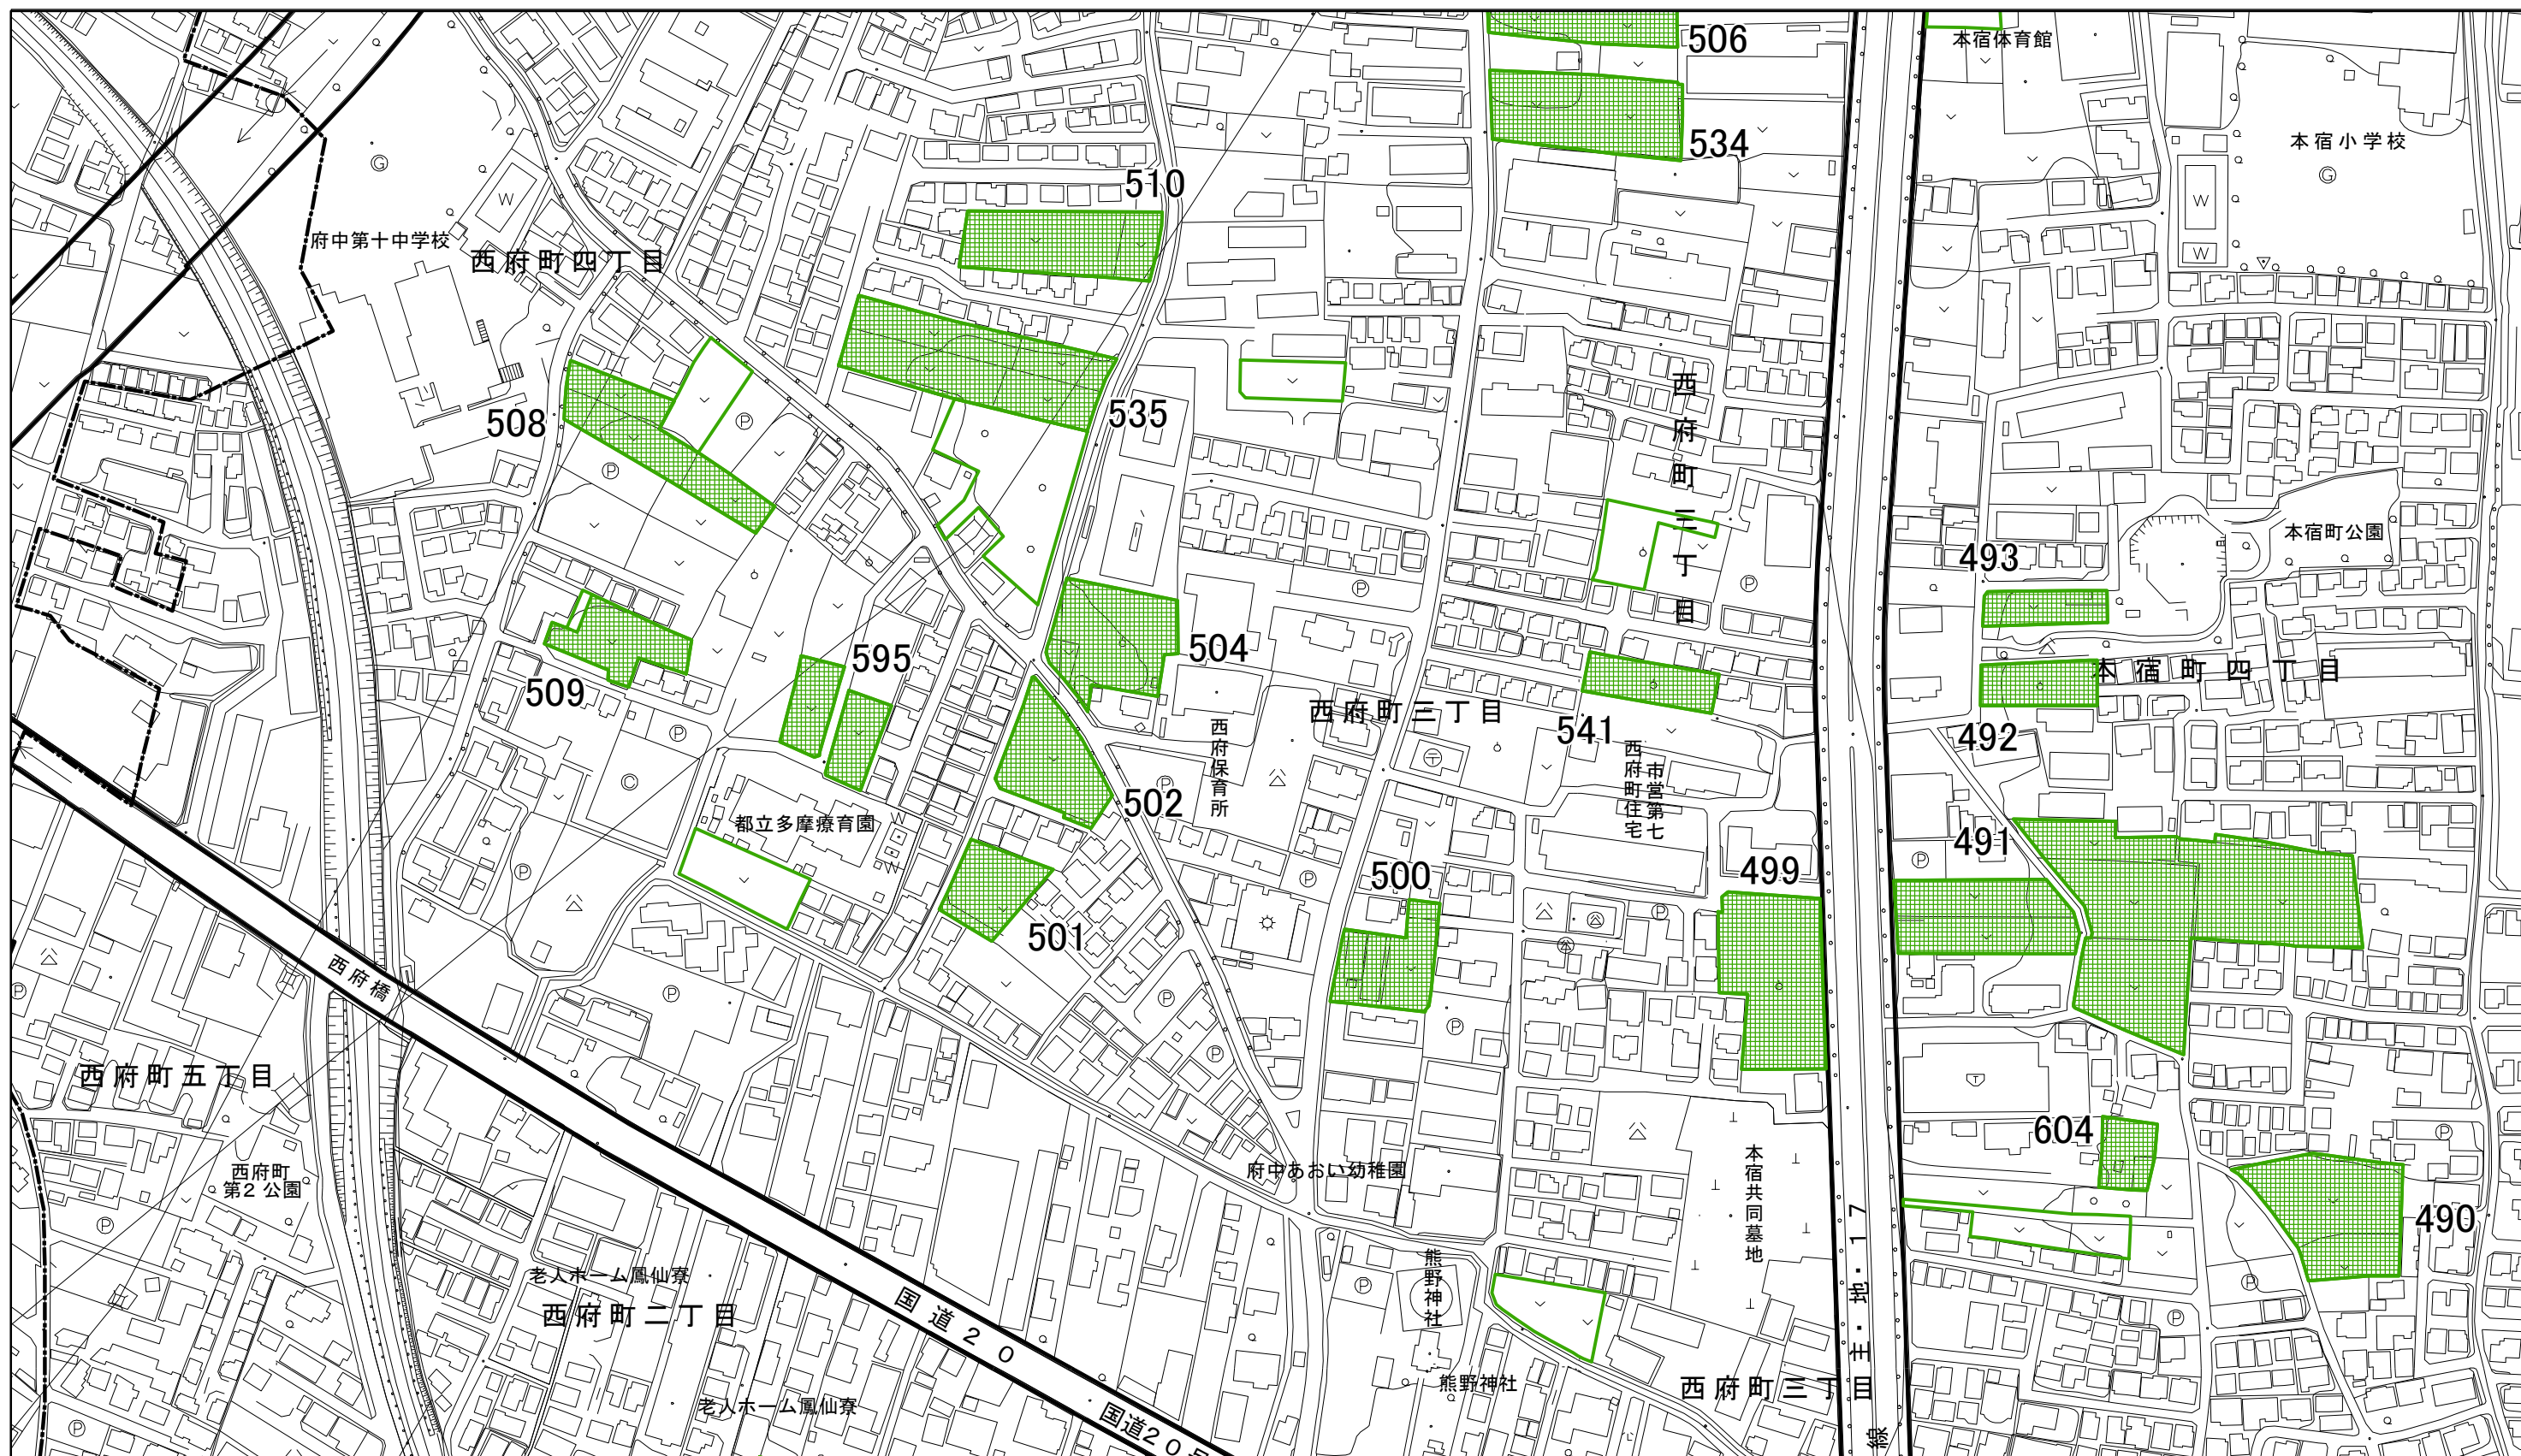 506
本宿体育館
534
本宿小学校
510
府中第十中学校
西府町四丁目
508
535
西府町三丁目
本宿町公園
493
504
595
509
西府町三丁目
541
本宿町四丁目
492
西府保育所
市営第七
西府町住宅
502
都立多摩療育園
491
500
499
501
西府橋
西府町五丁目
604
府中あおい幼稚園
本宿共同墓地
西府町
第2公園
490
熊野神社
老人ホーム鳳仙寮
西府町二丁目
国道20
主・地・17
熊野神社
西府町三丁目
老人ホーム鳳仙寮
国道20号
線